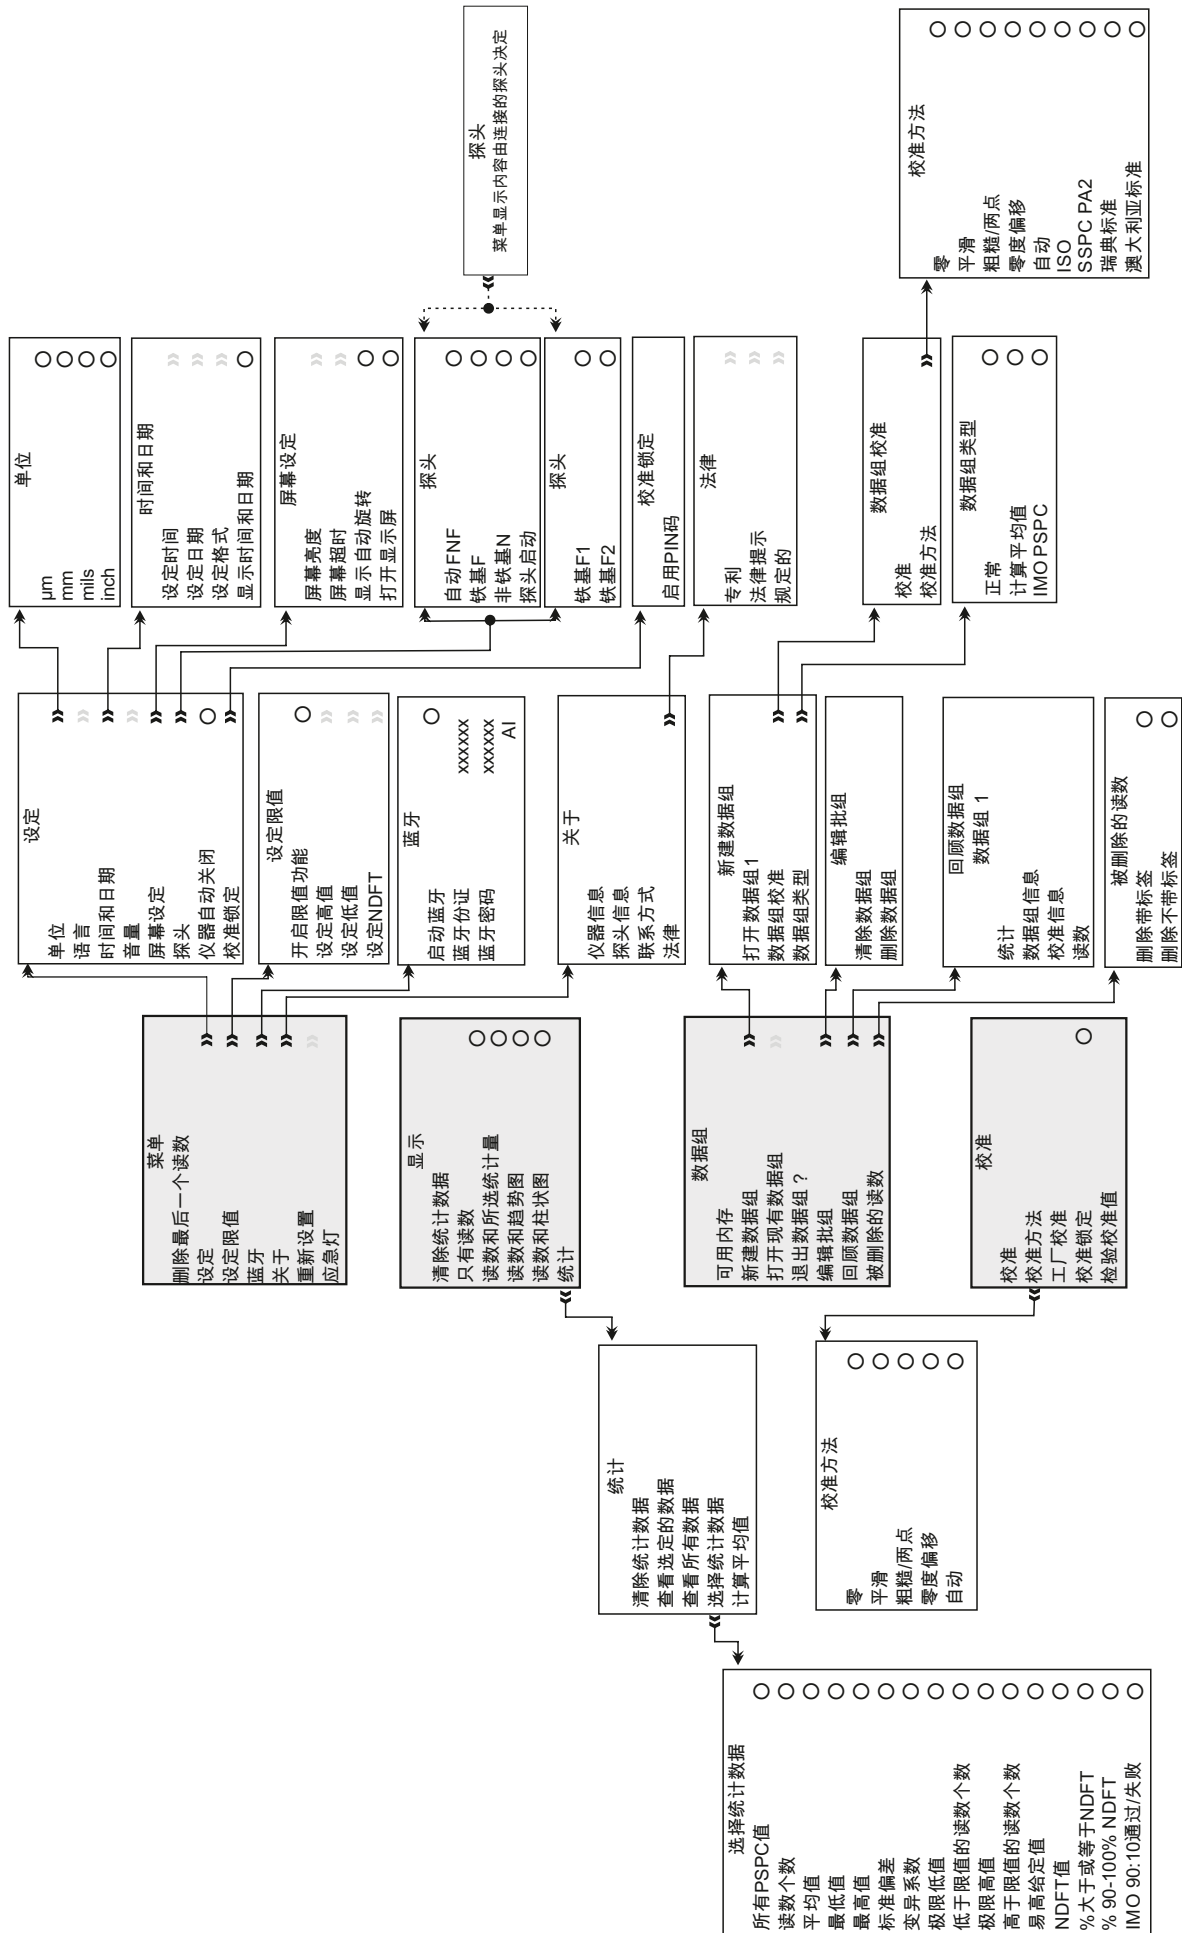 菜单
删除最后一个读数
设定
设定限值
蓝牙
关于
重新设置
应急灯
设定
单位
语言
时间和日期
音量
屏幕设定
探头
仪器自动关闭
校准锁定
单位
µm
mm
mils
inch
时间和日期
设定时间
设定日期
设定格式
显示时间和日期
屏幕设定
屏幕亮度
屏幕超时
显示自动旋转
打开显示屏
探头
自动FNF
铁基F
非铁基N
探头启动
探头
铁基F1
铁基F2
探头
菜单显示内容由连接的探头决定
校准锁定
启用PIN码
设定限值
开启限值功能
设定高值
设定低值
设定NDFT
蓝牙
启动蓝牙
蓝牙份证 xxxxxx
蓝牙密码 xxxxxx
AI
关于
仪器信息
探头信息
联系方式
法律
法律
专利
法律提示
规定的
显示
清除统计数据
只有读数
读数和所选统计量
读数和趋势图
读数和柱状图
统计
统计
清除统计数据
查看选定的数据
查看所有数据
选择统计数据
计算平均值
选择统计数据
所有PSPC值
读数个数
平均值
最低值
最高值
标准偏差
变异系数
极限低值
低于限值的读数个数
极限高值
高于限值的读数个数
易高给定值
NDFT值
%大于或等于NDFT
% 90-100% NDFT
IMO 90:10通过/失败
数据组
可用内存
新建数据组
打开现有数据组
退出数据组？
编辑批组
回顾数据组
被删除的读数
新建数据组
打开数据组1
数据组校准
数据组类型
数据组校准
校准
校准方法
校准方法
零
平滑
粗糙/两点
零度偏移
自动
ISO
SSPC PA2
瑞典标准
澳大利亚标准
数据组类型
正常
计算平均值
IMO PSPC
编辑批组
清除数据组
删除数据组
回顾数据组
数据组 1
统计
数据组信息
校准信息
读数
被删除的读数
删除带标签
删除不带标签
校准
校准
校准方法
工厂校准
校准锁定
检验校准值
校准方法
零
平滑
粗糙/两点
零度偏移
自动